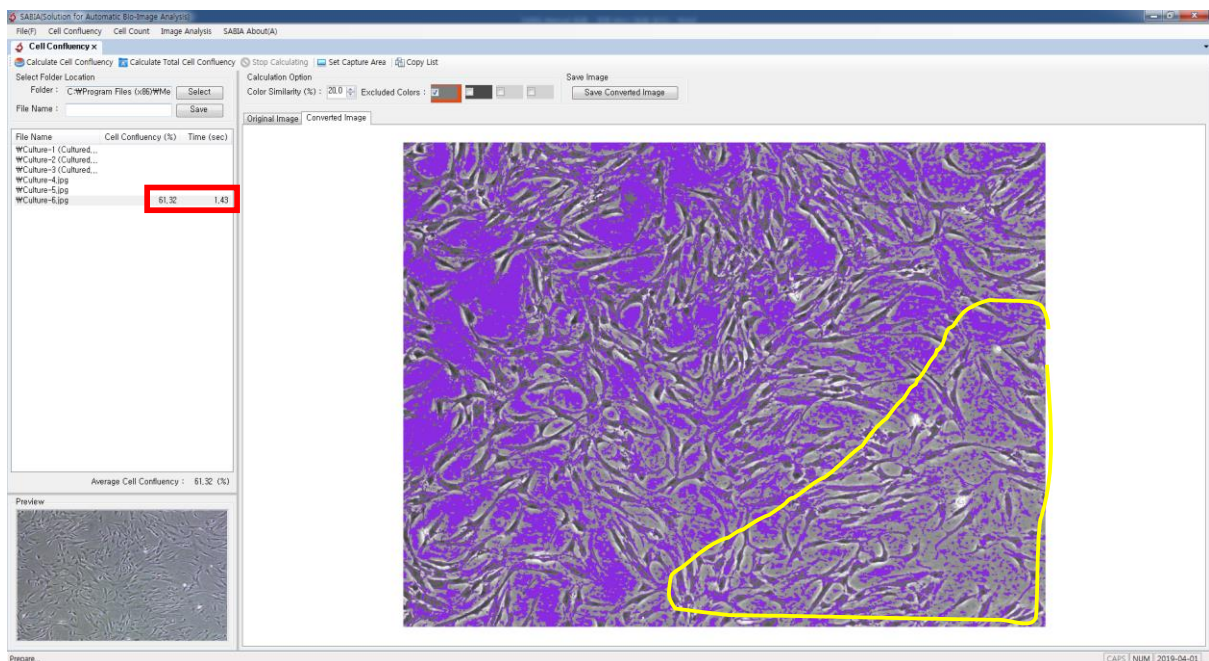 SABIA(Solution for Automatic Bio-Image Analysis)
File(F) Cell Confluency Cell Count Image Analysis SABIA About(A)
Cell Confluency x
Calculate Cell Confluency Calculate Total Cell Confluency Stop Calculating Set Capture Area Copy List
Select Folder Location
Folder : C:₩Program Files (x86)₩Me Select
File Name : Save
Calculation Option
Color Similarity (%) : 20.0 Excluded Colors :
Save Image
Save Converted Image
Original Image Converted Image
File Name Cell Confluency (%) Time (sec)
₩Culture-1 (Cultured,...
₩Culture-2 (Cultured,...
₩Culture-3 (Cultured,...
₩Culture-4.jpg
₩Culture-5.jpg
₩Culture-6.jpg 61.32 1.43
Average Cell Confluency : 61.32 (%)
Preview
Prepare...
CAPS NUM 2019-04-01